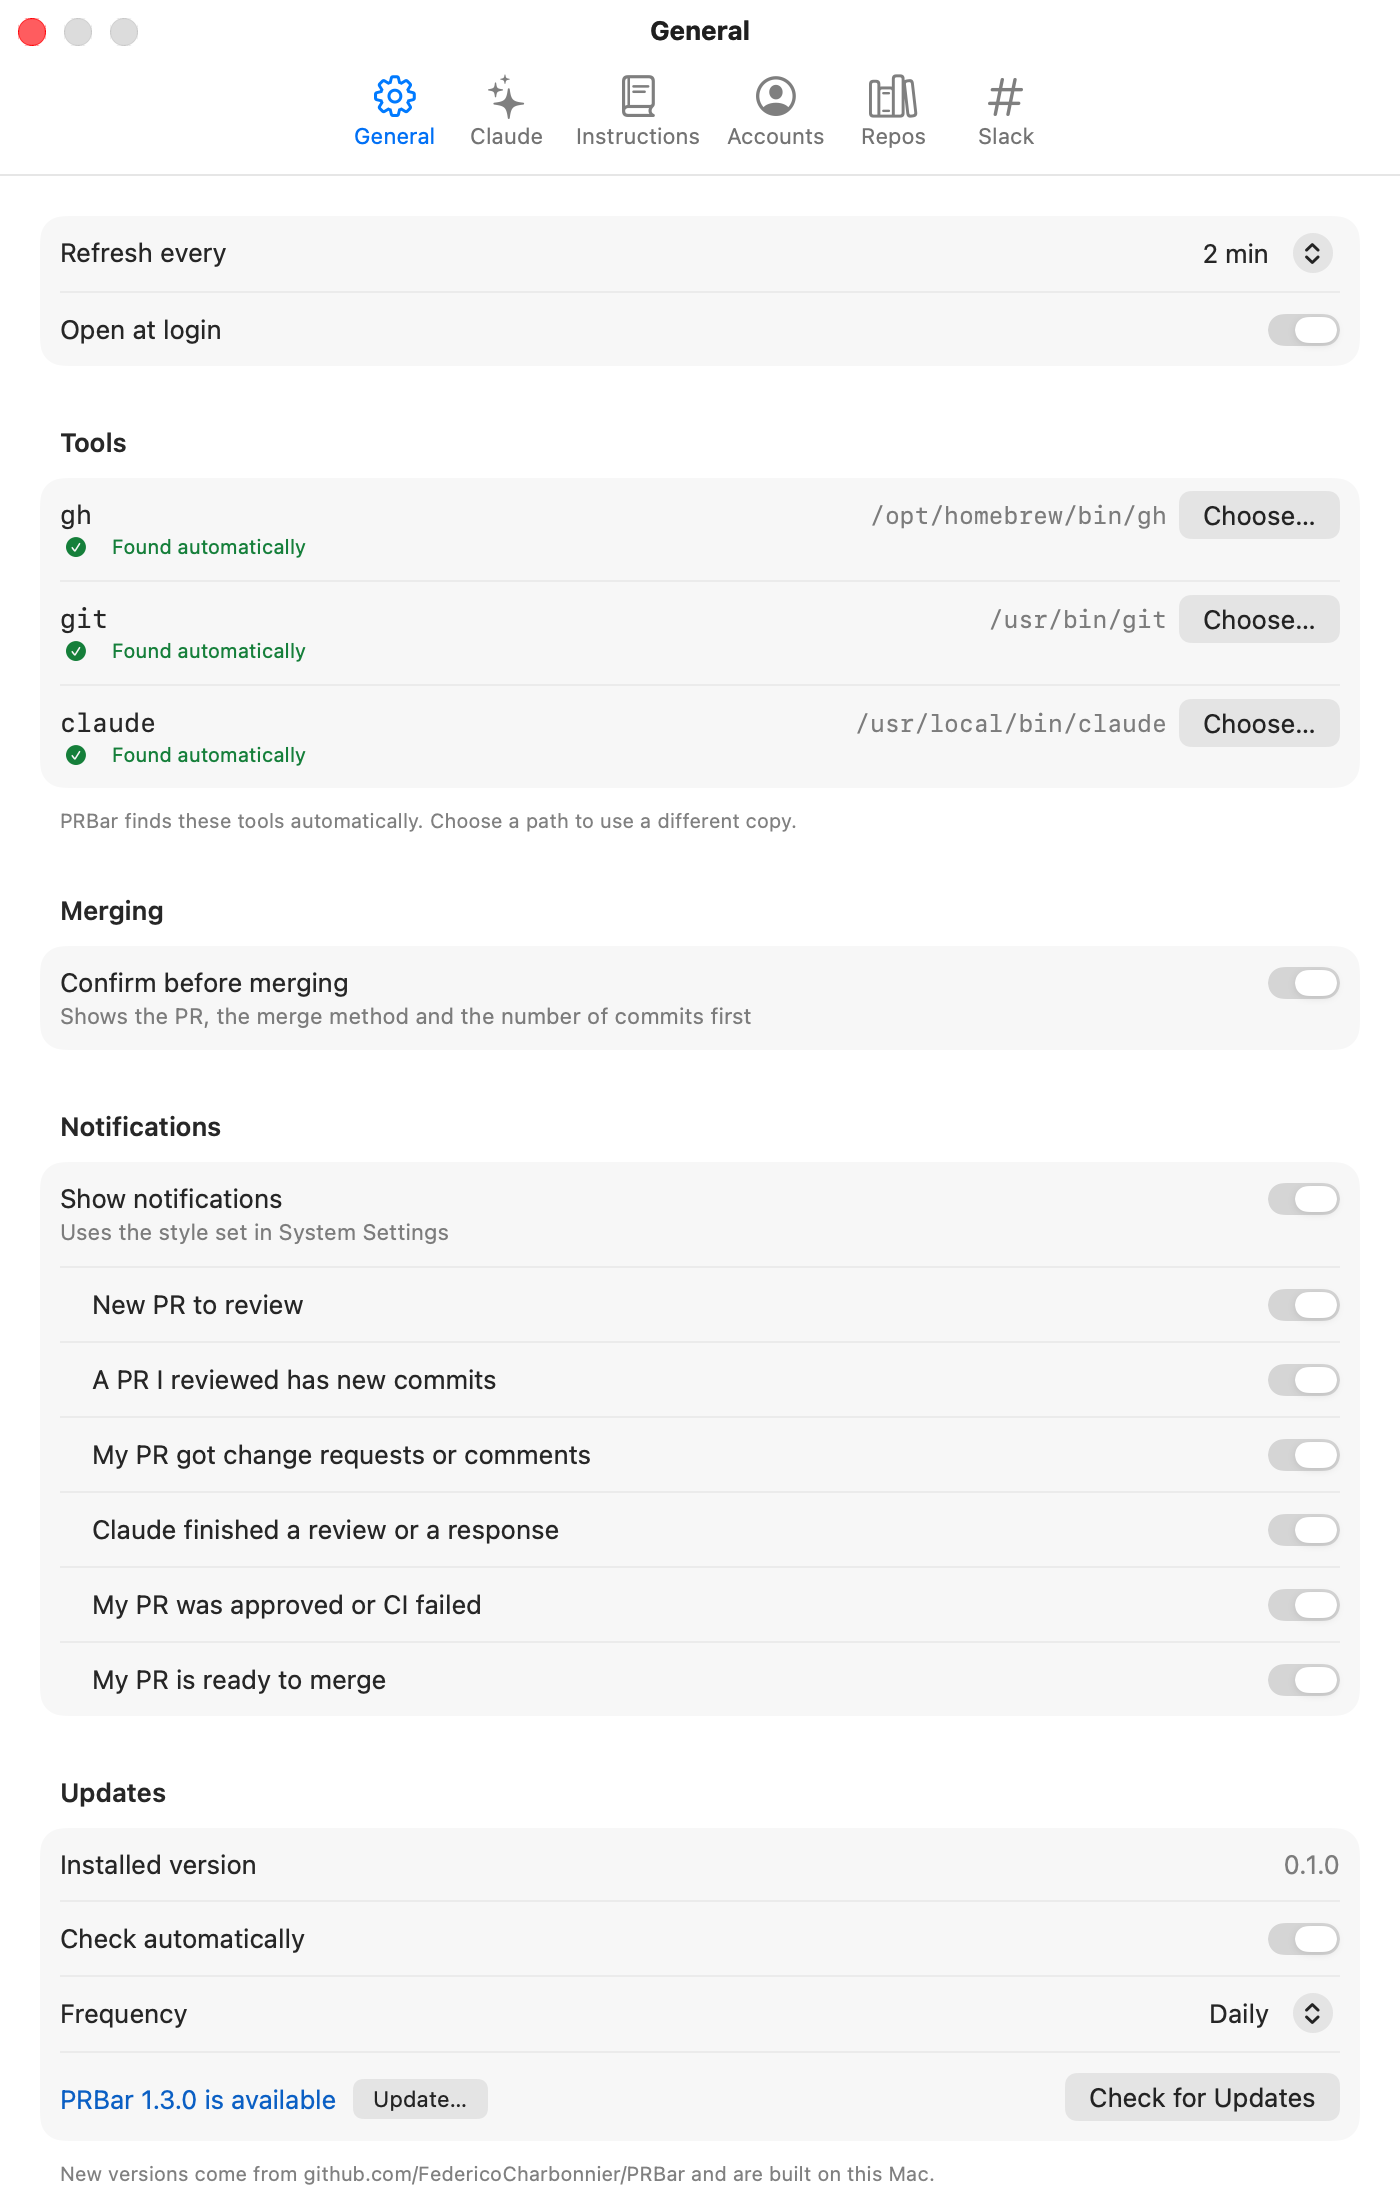 General
General
Claude
Instructions
Accounts
Repos
Slack
Refresh every
2 min
Open at login
Tools
gh
/opt/homebrew/bin/gh
Choose...
Found automatically
git
/usr/bin/git
Choose...
Found automatically
claude
/usr/local/bin/claude
Choose...
Found automatically
PRBar finds these tools automatically. Choose a path to use a different copy.
Merging
Confirm before merging
Shows the PR, the merge method and the number of commits first
Notifications
Show notifications
Uses the style set in System Settings
New PR to review
A PR I reviewed has new commits
My PR got change requests or comments
Claude finished a review or a response
My PR was approved or CI failed
My PR is ready to merge
Updates
Installed version
0.1.0
Check automatically
Frequency
Daily
PRBar 1.3.0 is available
Update...
Check for Updates
New versions come from github.com/FedericoCharbonnier/PRBar and are built on this Mac.